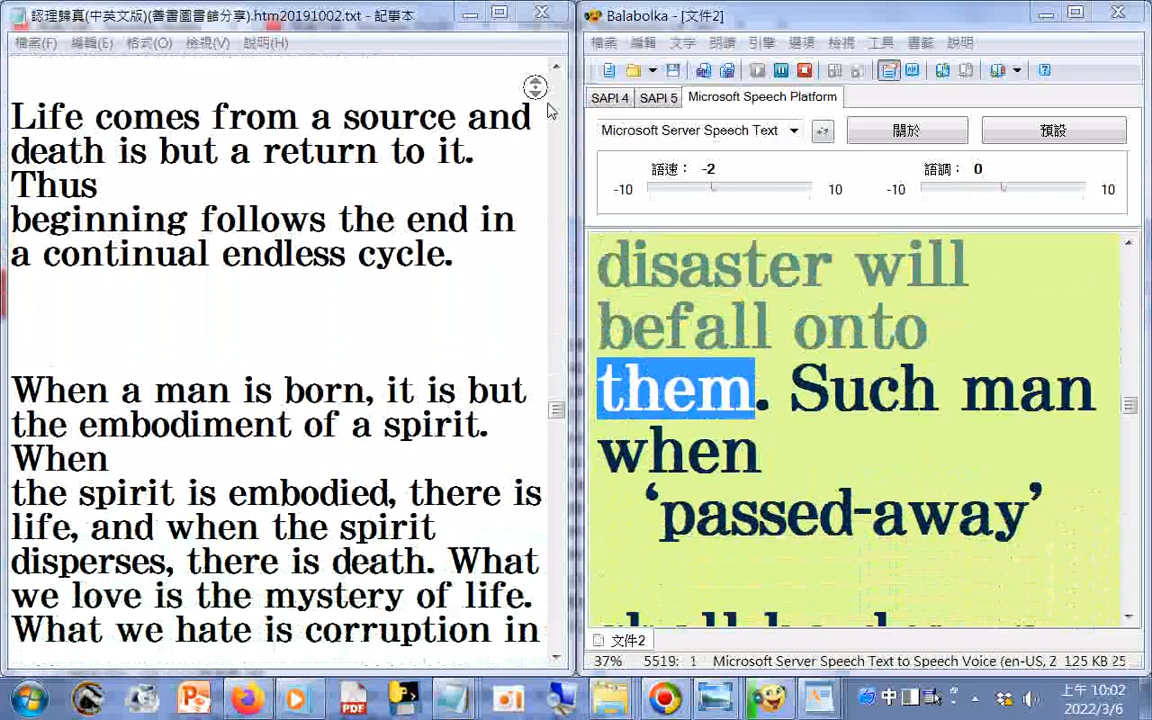 認理歸真(中英文版)(善書圖書館分享).htm20191002.txt - 記事本
檔案(F) 編輯(E) 格式(O) 檢視(V) 說明(H)
Life comes from a source and
death is but a return to it.
Thus
beginning follows the end in
a continual endless cycle.
When a man is born, it is but
the embodiment of a spirit.
When
the spirit is embodied, there is
life, and when the spirit
disperses, there is death. What
we love is the mystery of life.
What we hate is corruption in
Balabolka - [文件2]
檔案 編輯 文字 朗讀 引擎 選項 檢視 工具 書籤 說明
SAPI 4 SAPI 5 Microsoft Speech Platform
Microsoft Server Speech Text 關於 預設
語速： -2 語調： 0
-10 10 -10 10
disaster will
befall onto
them. Such man
when
‘passed-away’
文件2
37% 5519: 1 Microsoft Server Speech Text to Speech Voice (en-US, Z 125 KB 25
中
上午 10:02
2022/3/6